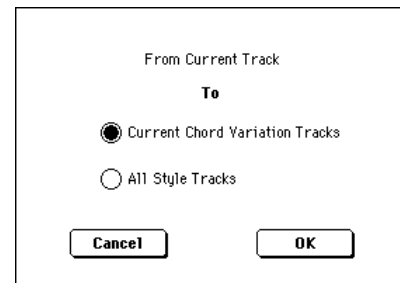 From Current Track
To
Current Chord Variation Tracks
All Style Tracks
Cancel OK